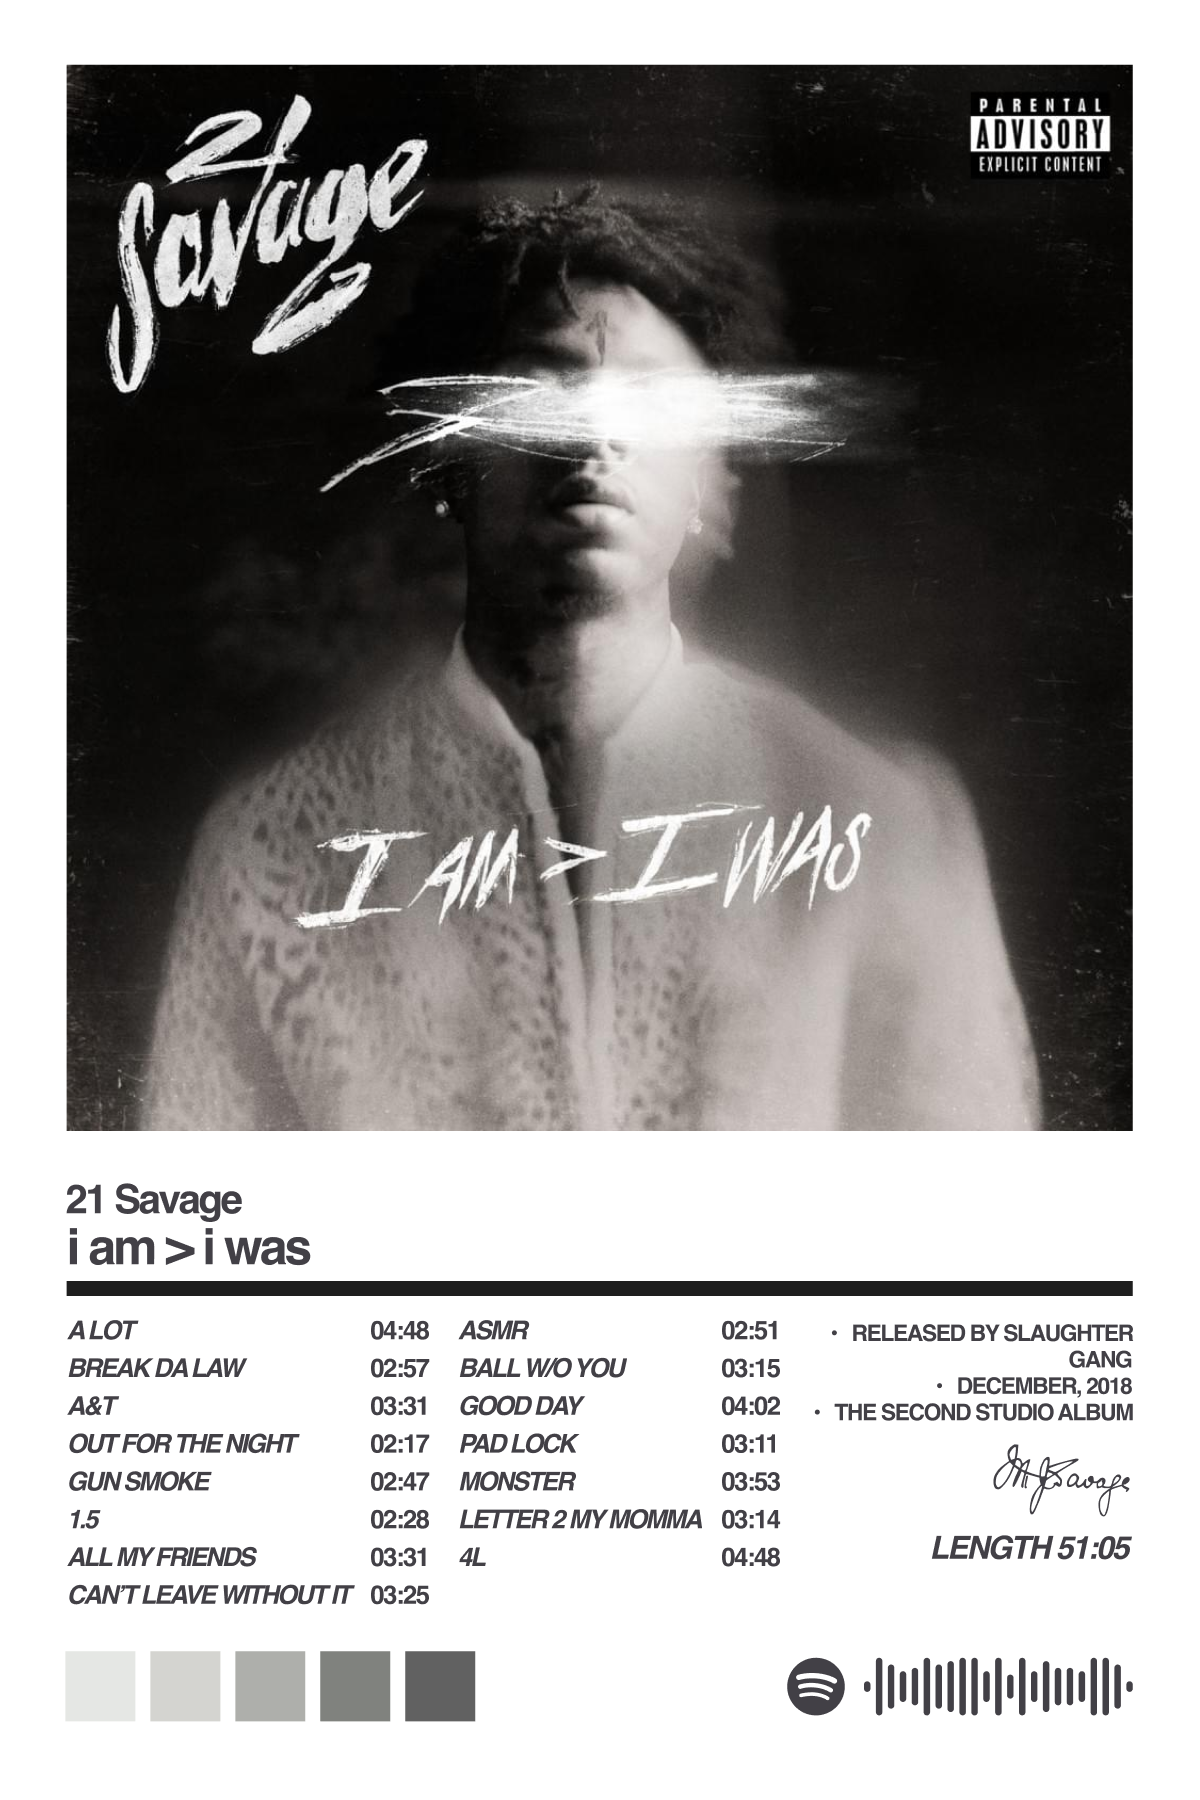 21
Savage
PARENTAL
ADVISORY
EXPLICIT CONTENT
I AM > I WAS
21 Savage
i am > i was
A LOT 04:48
BREAK DA LAW 02:57
A&T 03:31
OUT FOR THE NIGHT 02:17
GUN SMOKE 02:47
1.5 02:28
ALL MY FRIENDS 03:31
CAN'T LEAVE WITHOUT IT 03:25
ASMR 02:51
BALL W/O YOU 03:15
GOOD DAY 04:02
PAD LOCK 03:11
MONSTER 03:53
LETTER 2 MY MOMMA 03:14
4L 04:48
• RELEASED BY SLAUGHTER
GANG
• DECEMBER, 2018
• THE SECOND STUDIO ALBUM
LENGTH 51:05